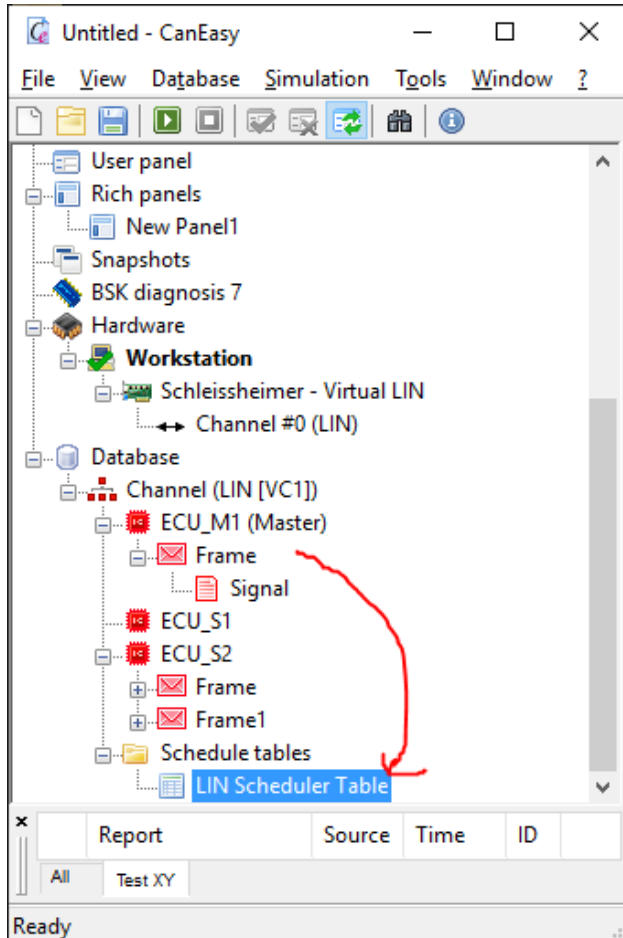 Untitled - CanEasy
File View Database Simulation Tools Window ?
User panel
Rich panels
New Panel1
Snapshots
BSK diagnosis 7
Hardware
Workstation
Schleissheimer - Virtual LIN
Channel #0 (LIN)
Database
Channel (LIN [VC1])
ECU_M1 (Master)
Frame
Signal
ECU_S1
ECU_S2
Frame
Frame1
Schedule tables
LIN Scheduler Table
Report Source Time ID
All Test XY
Ready